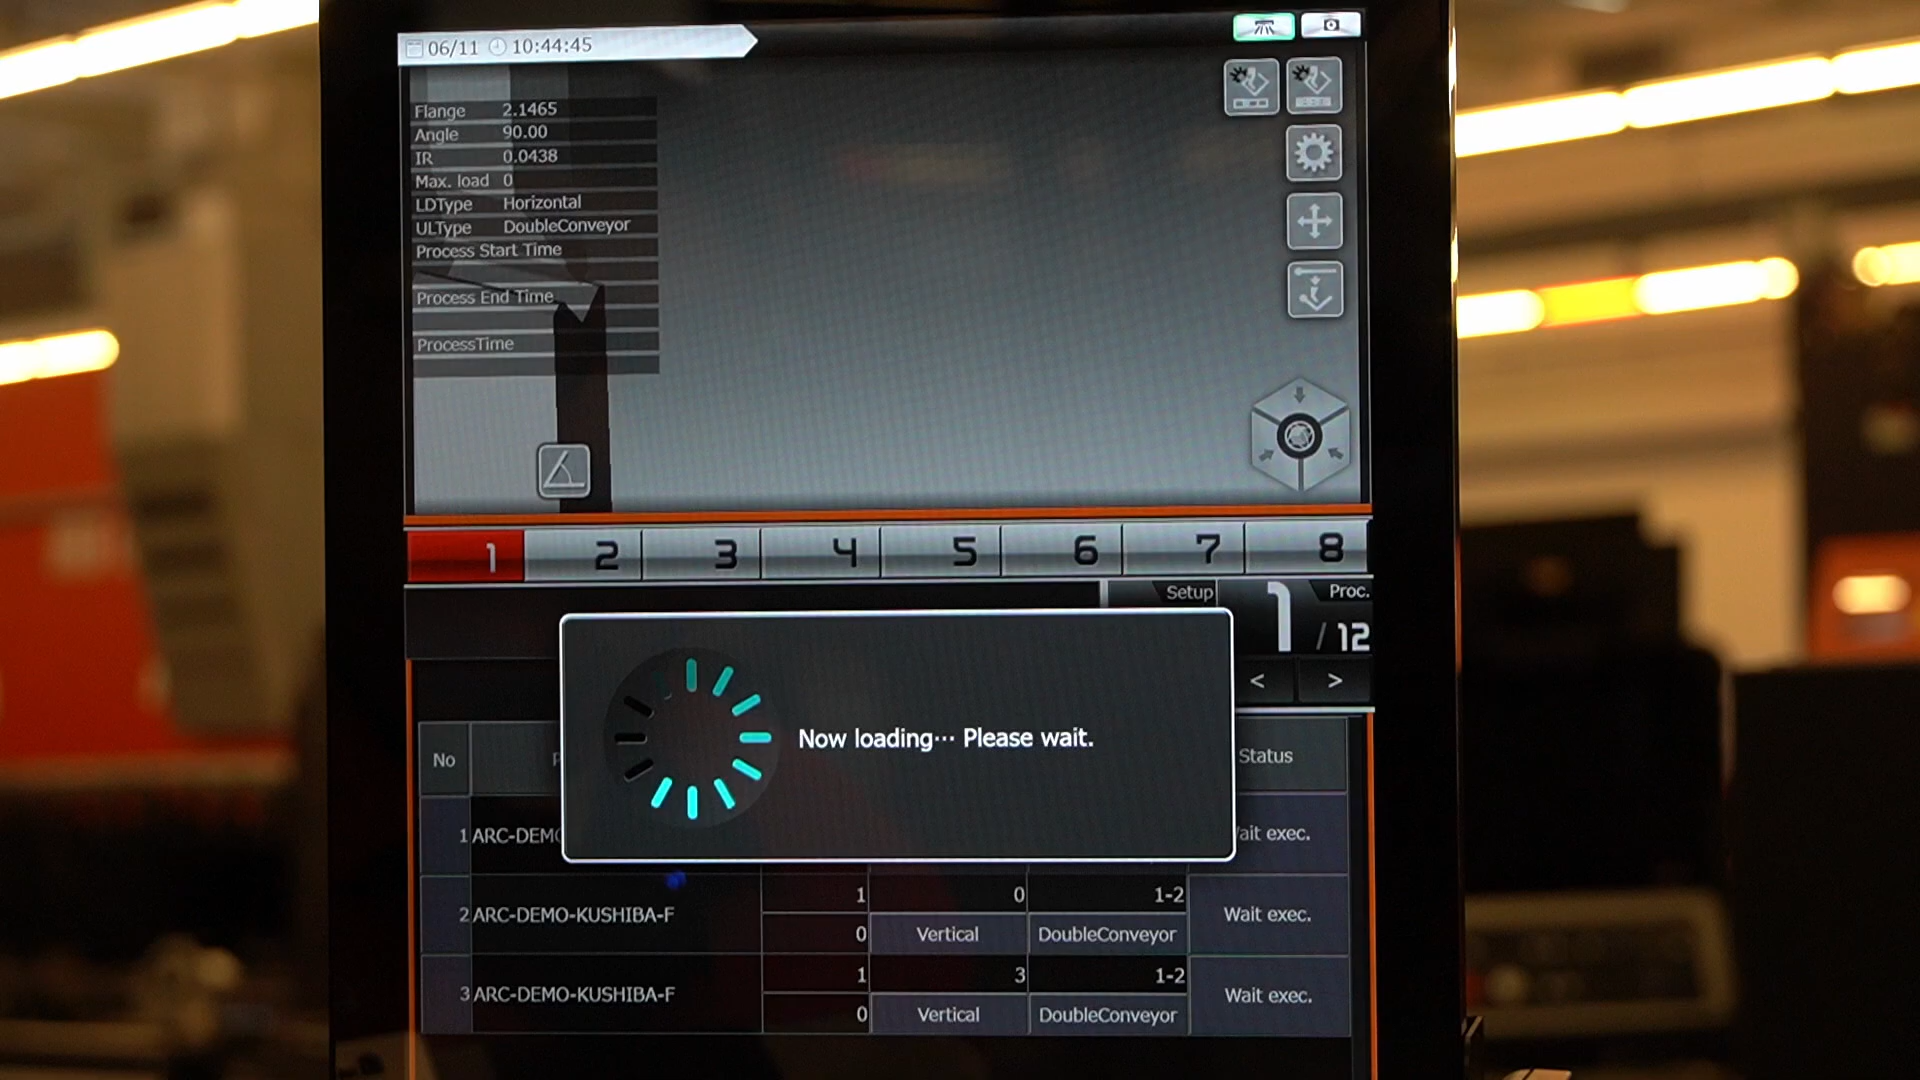 06/11 10:44:45
Flange 2.1465
Angle 90.00
IR 0.0438
Max. load 0
LDType Horizontal
ULType DoubleConveyor
Process Start Time
Process End Time
ProcessTime
1 2 3 4 5 6 7 8
Setup 1 / 12 Proc.
< >
No Status
Now loading… Please wait.
1 ARC-DEMO ait exec.
2 ARC-DEMO-KUSHIBA-F 1 0 1-2 Wait exec.
0 Vertical DoubleConveyor
3 ARC-DEMO-KUSHIBA-F 1 3 1-2 Wait exec.
0 Vertical DoubleConveyor